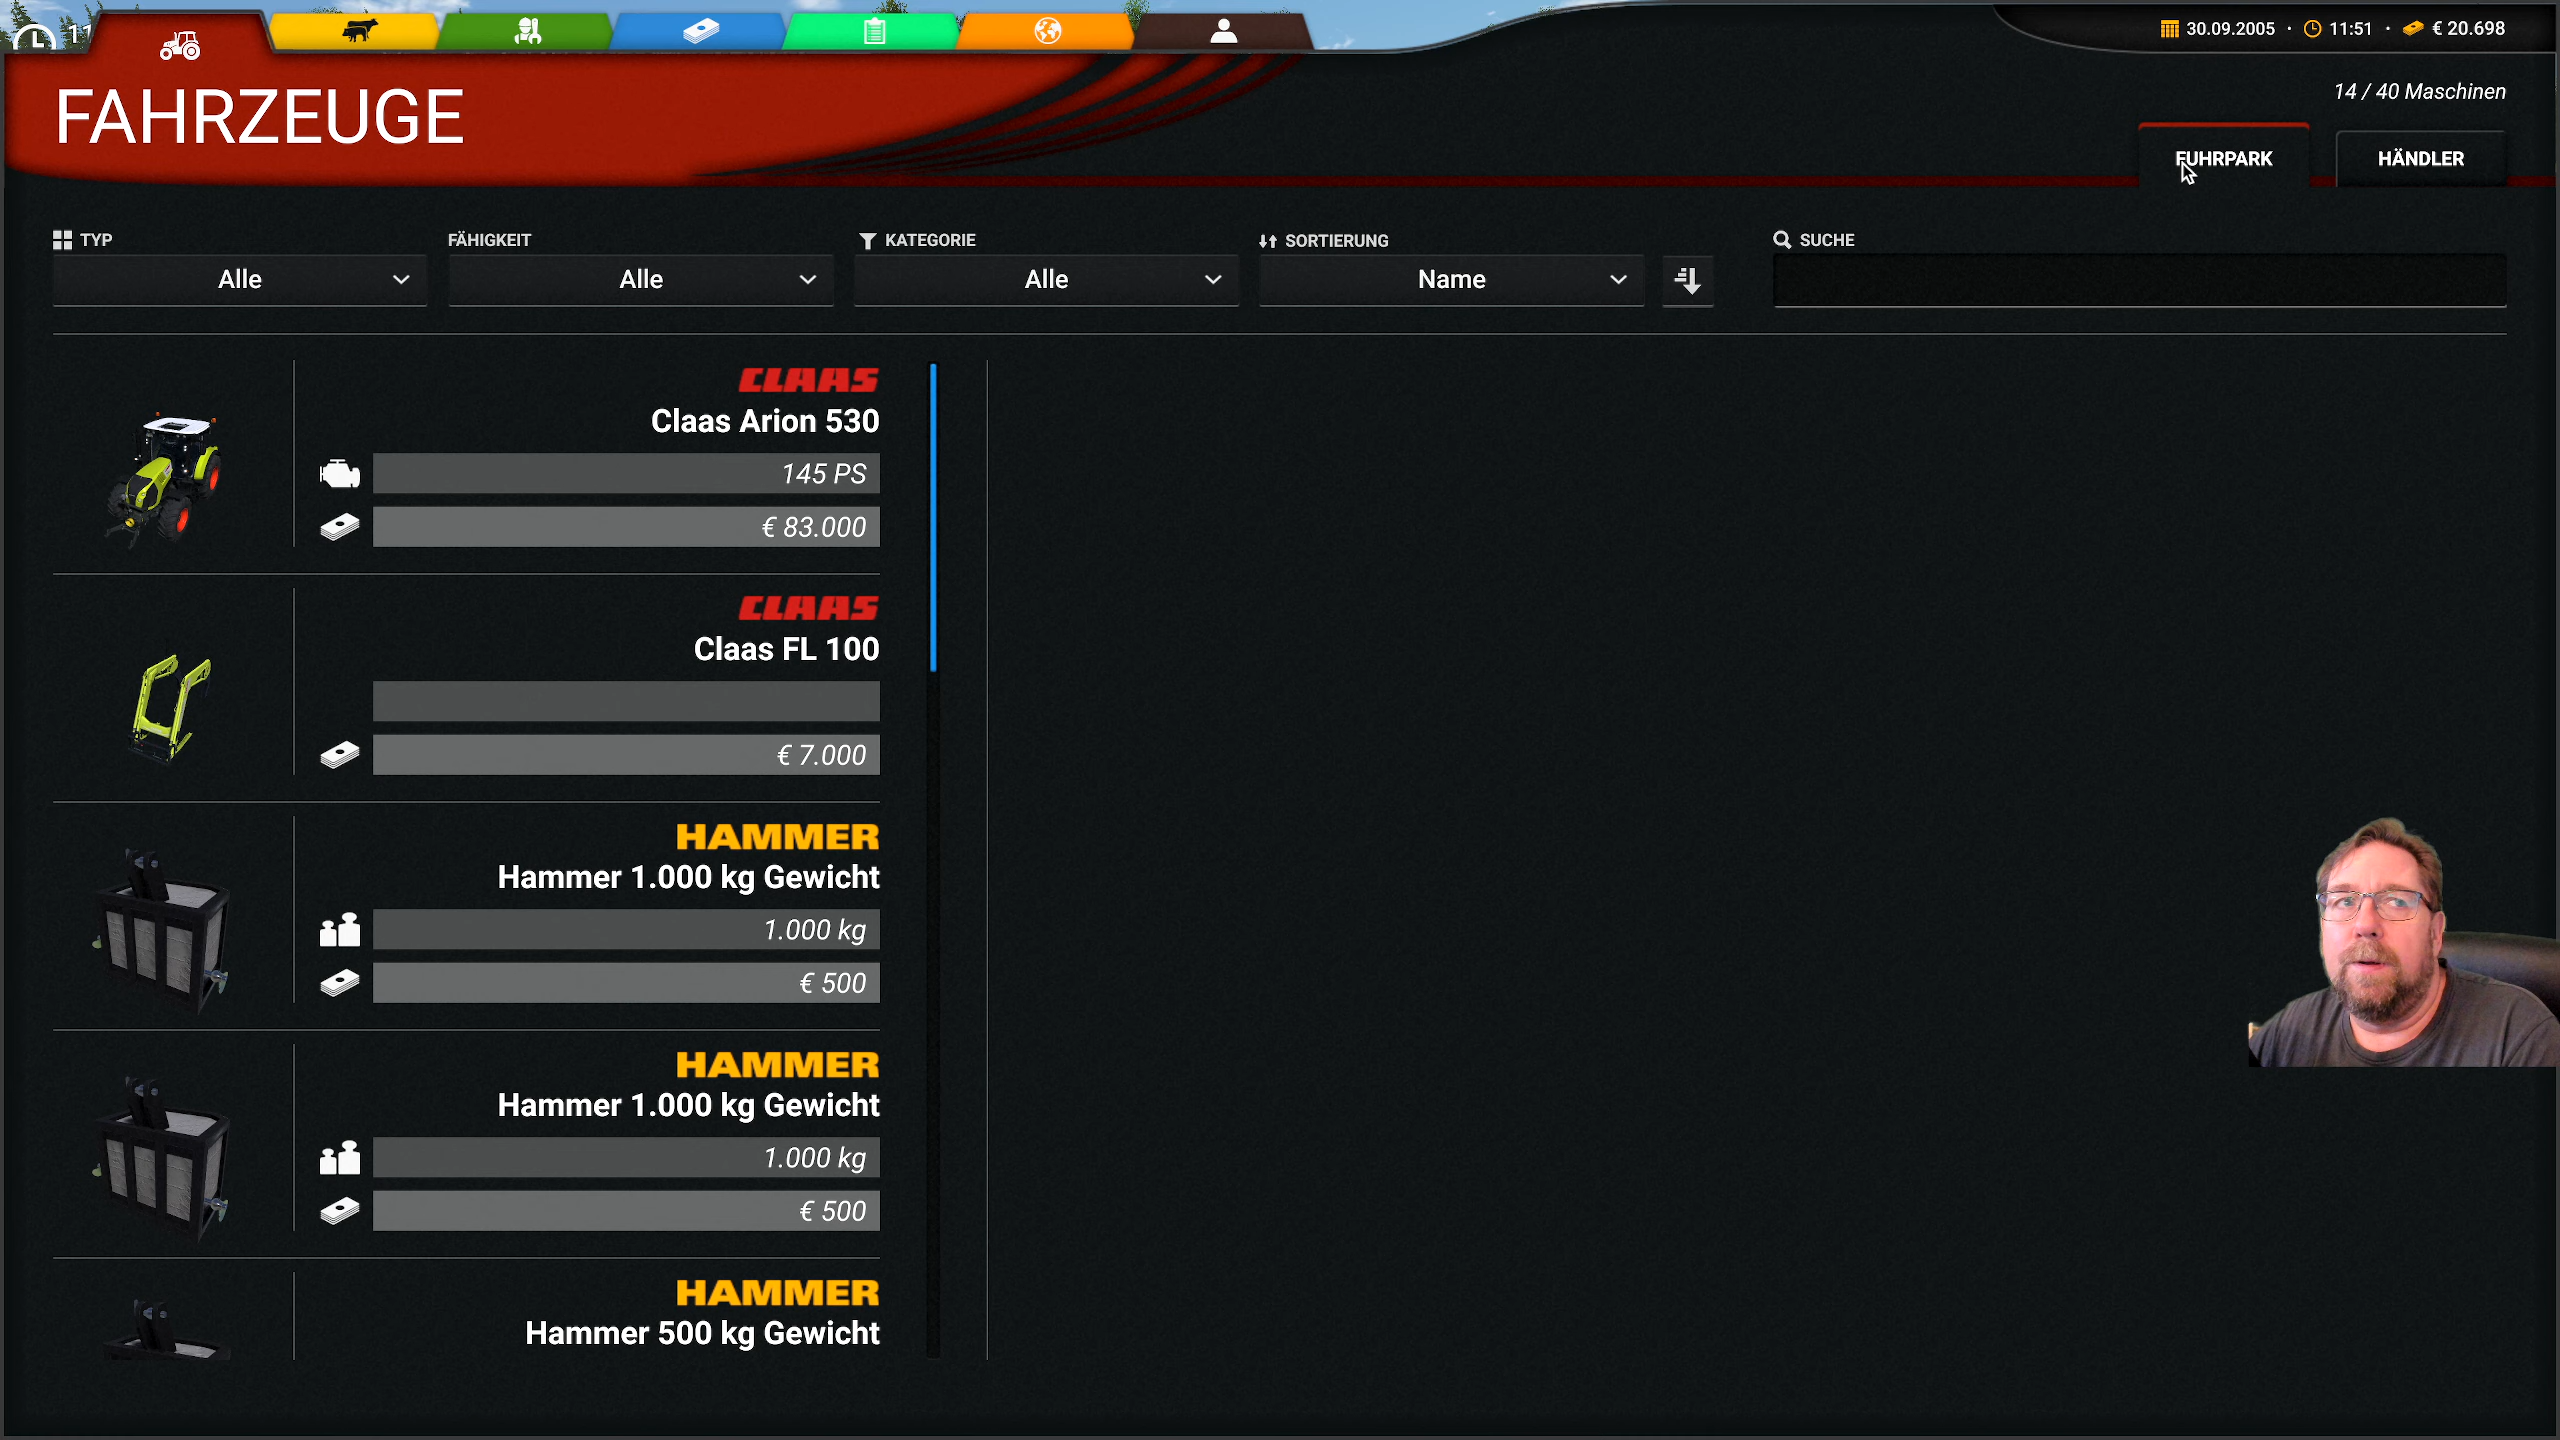 30.09.2005 · 11:51 · € 20.698
FAHRZEUGE
14 / 40 Maschinen
FUHRPARK
HÄNDLER
TYP
FÄHIGKEIT
KATEGORIE
SORTIERUNG
SUCHE
Alle
Alle
Alle
Name
CLAAS
Claas Arion 530
145 PS
€ 83.000
CLAAS
Claas FL 100
€ 7.000
HAMMER
Hammer 1.000 kg Gewicht
1.000 kg
€ 500
HAMMER
Hammer 1.000 kg Gewicht
1.000 kg
€ 500
HAMMER
Hammer 500 kg Gewicht